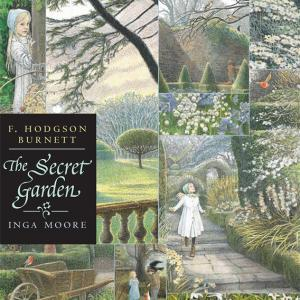 F. HODGSON
BURNETT
The Secret
Garden
INGA MOORE